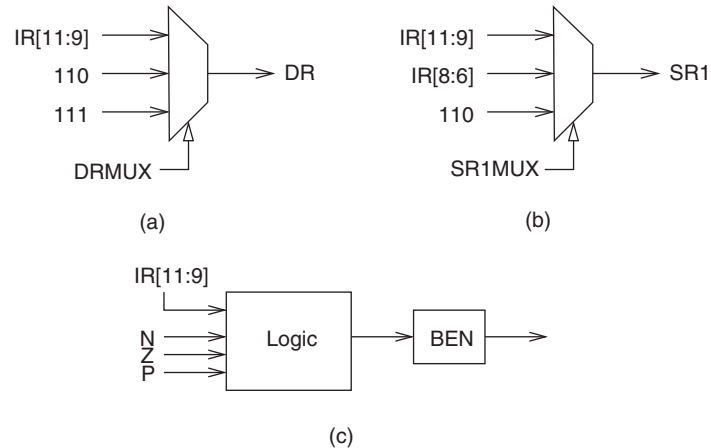 IR[11:9]
110
111
DR
DRMUX
(a)
IR[11:9]
IR[8:6]
110
SR1
SR1MUX
(b)
IR[11:9]
N
Z
P
Logic
BEN
(c)